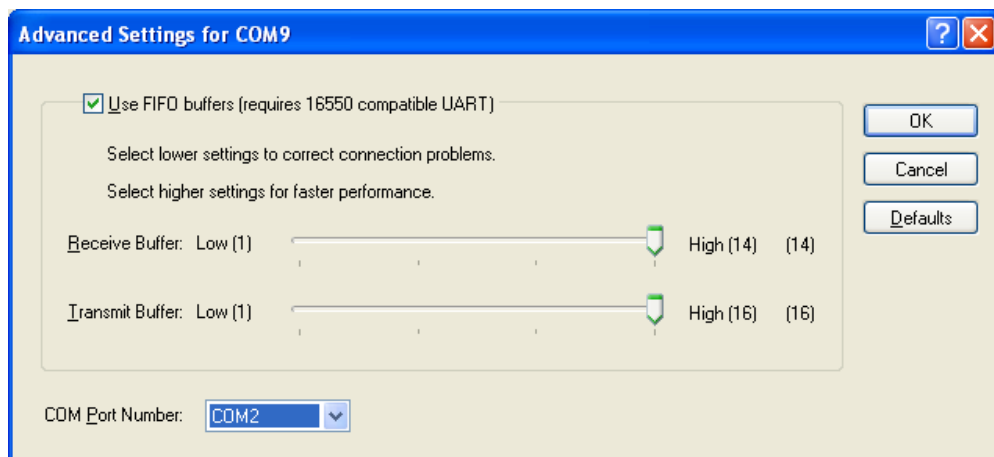 Advanced Settings for COM9
Use FIFO buffers (requires 16550 compatible UART)
OK
Select lower settings to correct connection problems.
Cancel
Select higher settings for faster performance.
Defaults
Receive Buffer: Low (1) High (14) (14)
Transmit Buffer: Low (1) High (16) (16)
COM Port Number: COM2